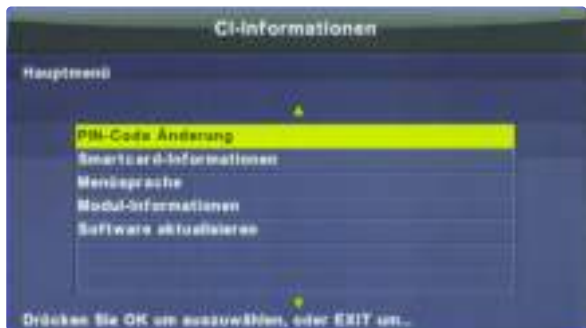 CI-Informationen
Hauptmenü
PIN-Code Änderung
Smartcard-Informationen
Menüsprache
Modul-Informationen
Software aktualisieren
Drücken Sie OK um auszuwählen, oder EXIT um..